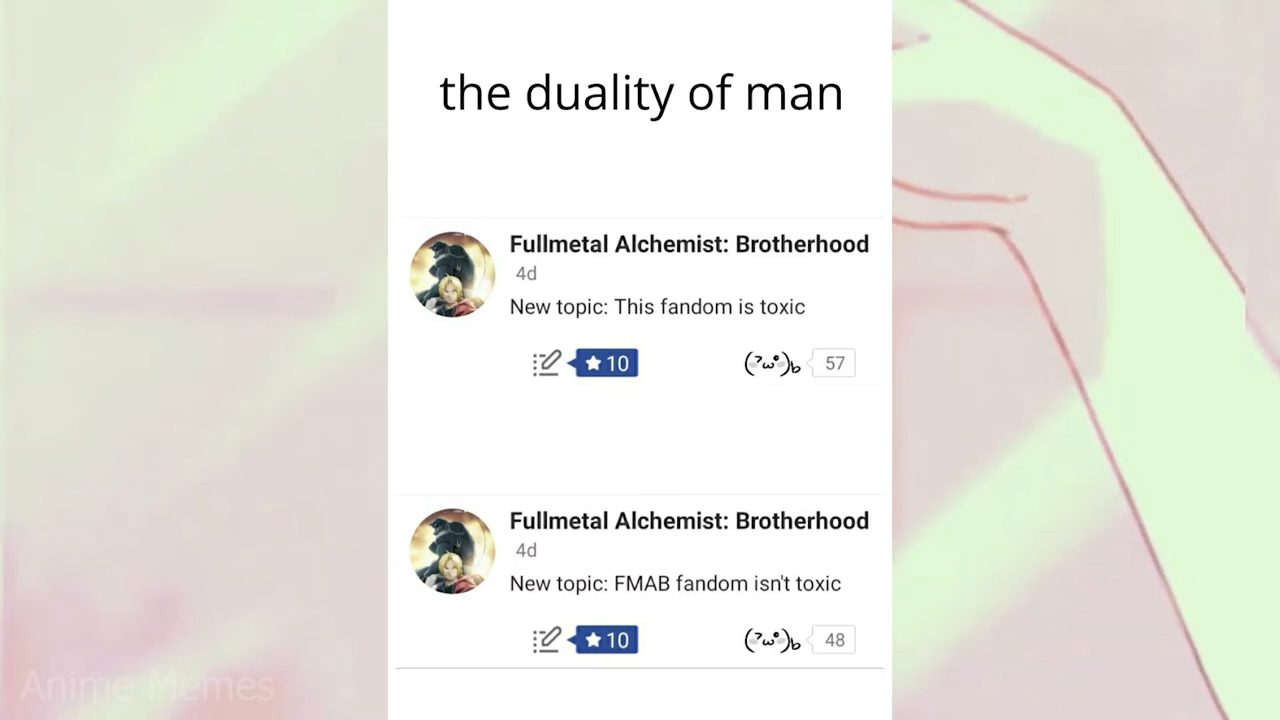 the duality of man
Fullmetal Alchemist: Brotherhood
4d
New topic: This fandom is toxic
10
57
Fullmetal Alchemist: Brotherhood
4d
New topic: FMAB fandom isn't toxic
10
48
Anime Memes